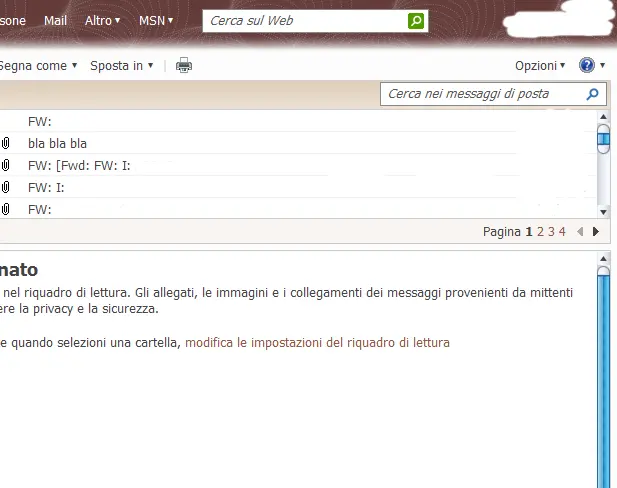 sone Mail Altro MSN Cerca sul Web
Segna come Sposta in Opzioni ?
Cerca nei messaggi di posta
FW:
bla bla bla
FW: [Fwd: FW: I:
FW: I:
FW:
Pagina 1 2 3 4
nato
nel riquadro di lettura. Gli allegati, le immagini e i collegamenti dei messaggi provenienti da mittenti
ere la privacy e la sicurezza.
e quando selezioni una cartella, modifica le impostazioni del riquadro di lettura